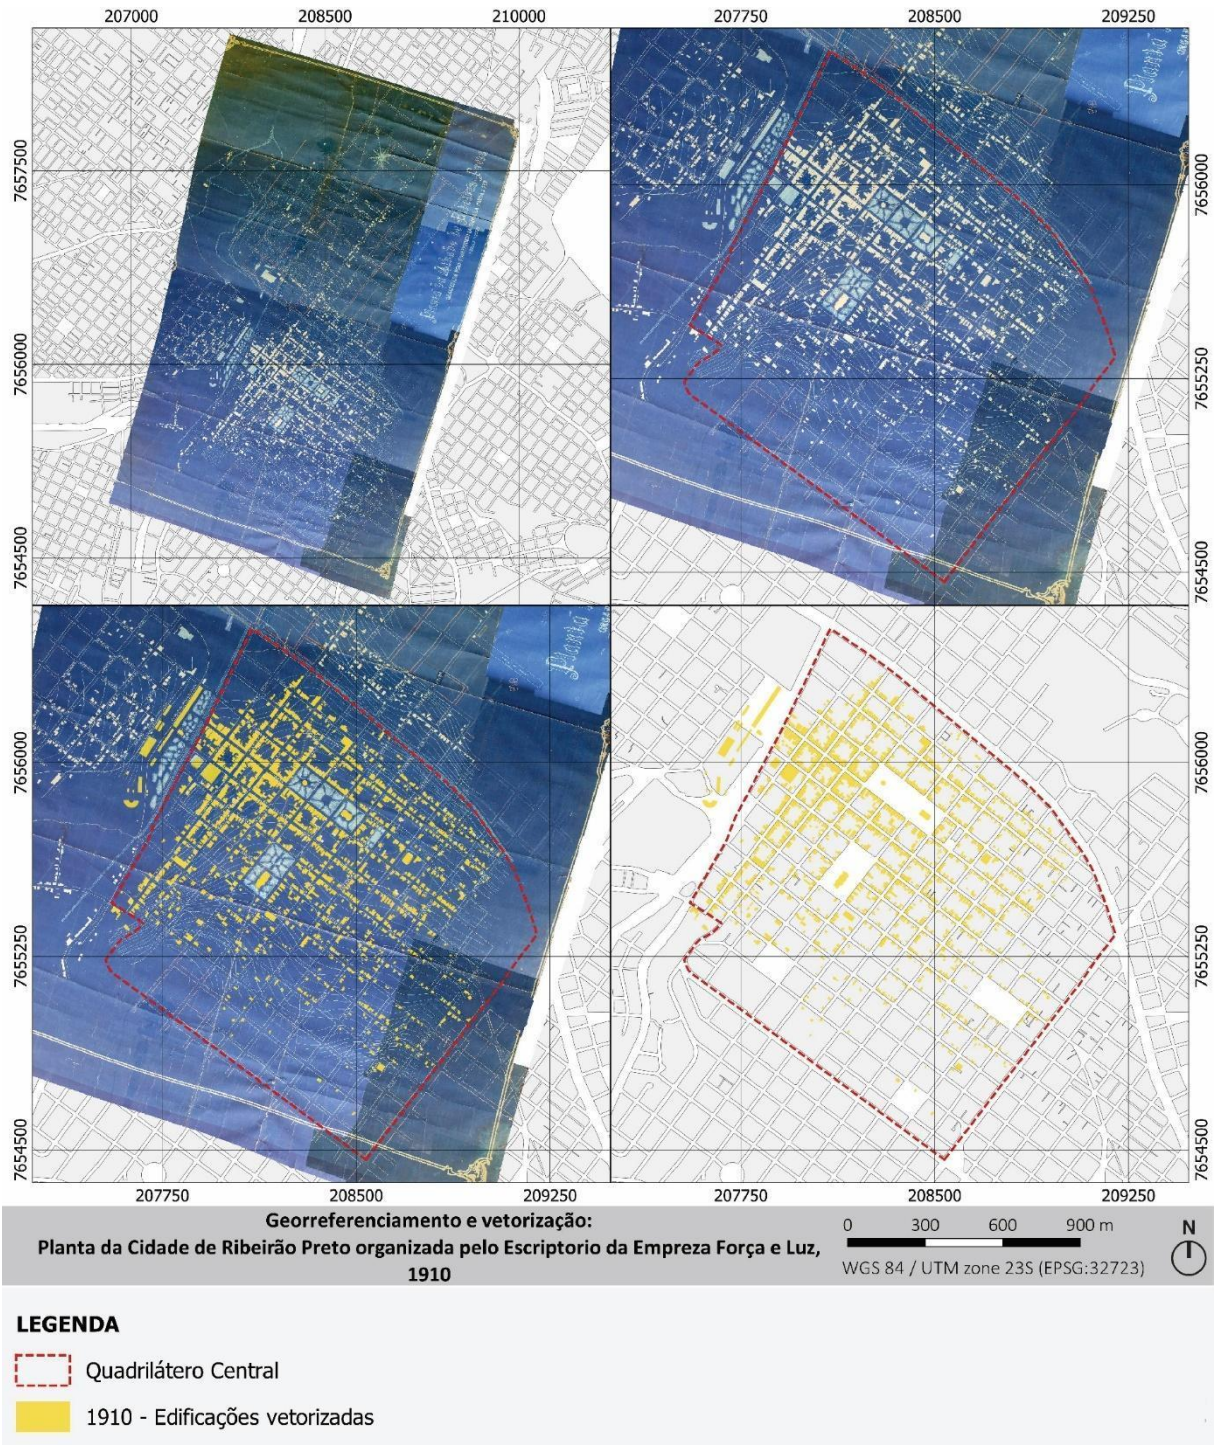 207000 208500 210000 207750 208500 209250
7657500
7656000
7654500
7656000
7655250
7654500
Planta
7656000
7655250
7654500
Planta
7656000
7655250
7654500
207750 208500 209250 207750 208500 209250
Georreferenciamento e vetorização:
Planta da Cidade de Ribeirão Preto organizada pelo Escriptorio da Empreza Força e Luz,
1910
0 300 600 900 m
WGS 84 / UTM zone 23S (EPSG:32723)
N
LEGENDA
Quadrilátero Central
1910 - Edificações vetorizadas